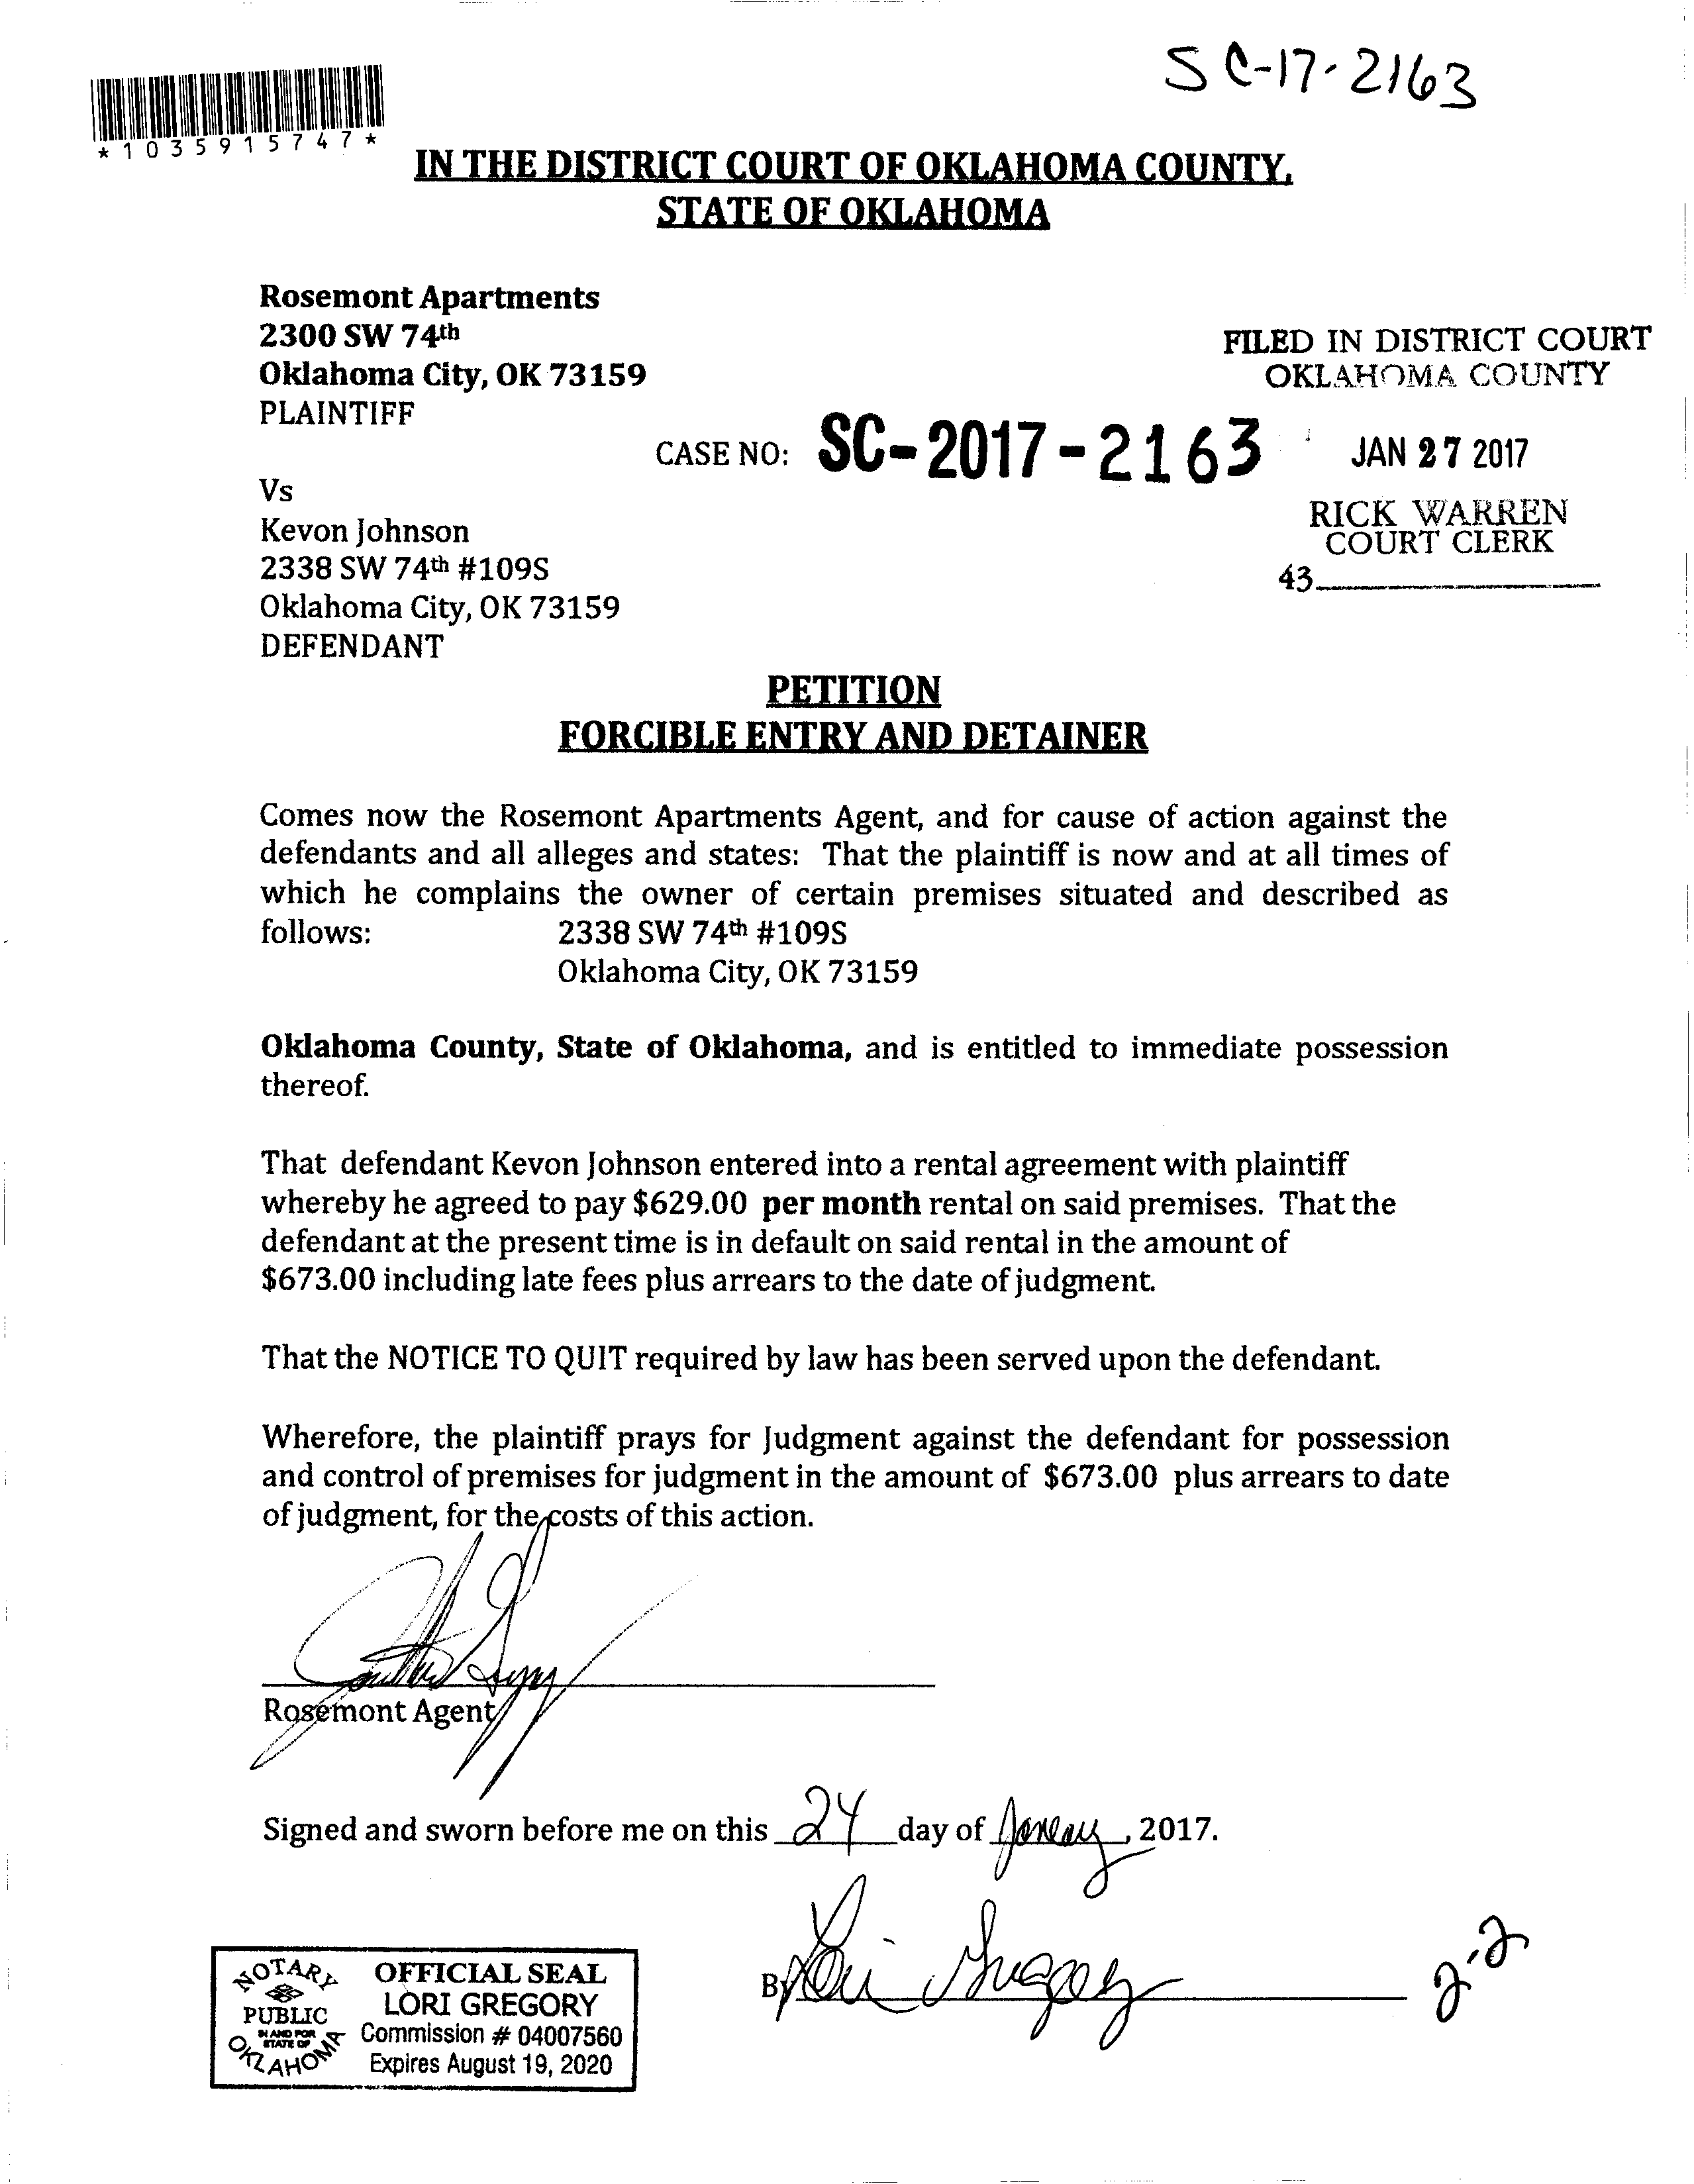 SC-17-2163
*1035915747*
IN THE DISTRICT COURT OF OKLAHOMA COUNTY,
STATE OF OKLAHOMA
Rosemont Apartments
2300 SW 74th
Oklahoma City, OK 73159
PLAINTIFF
FILED IN DISTRICT COURT
OKLAHOMA COUNTY
CASE NO: SC-2017-2163
JAN 27 2017
Vs
Kevon Johnson
2338 SW 74th #109S
Oklahoma City, OK 73159
DEFENDANT
RICK WARREN
COURT CLERK
43
PETITION
FORCIBLE ENTRY AND DETAINER
Comes now the Rosemont Apartments Agent, and for cause of action against the
defendants and all alleges and states: That the plaintiff is now and at all times of
which he complains the owner of certain premises situated and described as
follows: 2338 SW 74th #109S
Oklahoma City, OK 73159
Oklahoma County, State of Oklahoma, and is entitled to immediate possession
thereof.
That defendant Kevon Johnson entered into a rental agreement with plaintiff
whereby he agreed to pay $629.00 per month rental on said premises. That the
defendant at the present time is in default on said rental in the amount of
$673.00 including late fees plus arrears to the date of judgment.
That the NOTICE TO QUIT required by law has been served upon the defendant.
Wherefore, the plaintiff prays for Judgment against the defendant for possession
and control of premises for judgment in the amount of $673.00 plus arrears to date
of judgment, for the costs of this action.
Rosemont Agent
Signed and sworn before me on this 24 day of January, 2017.
By Lori Gregory
2-2
NOTARY
PUBLIC
IN AND FOR
STATE OF
OKLAHOMA
OFFICIAL SEAL
LORI GREGORY
Commission # 04007560
Expires August 19, 2020